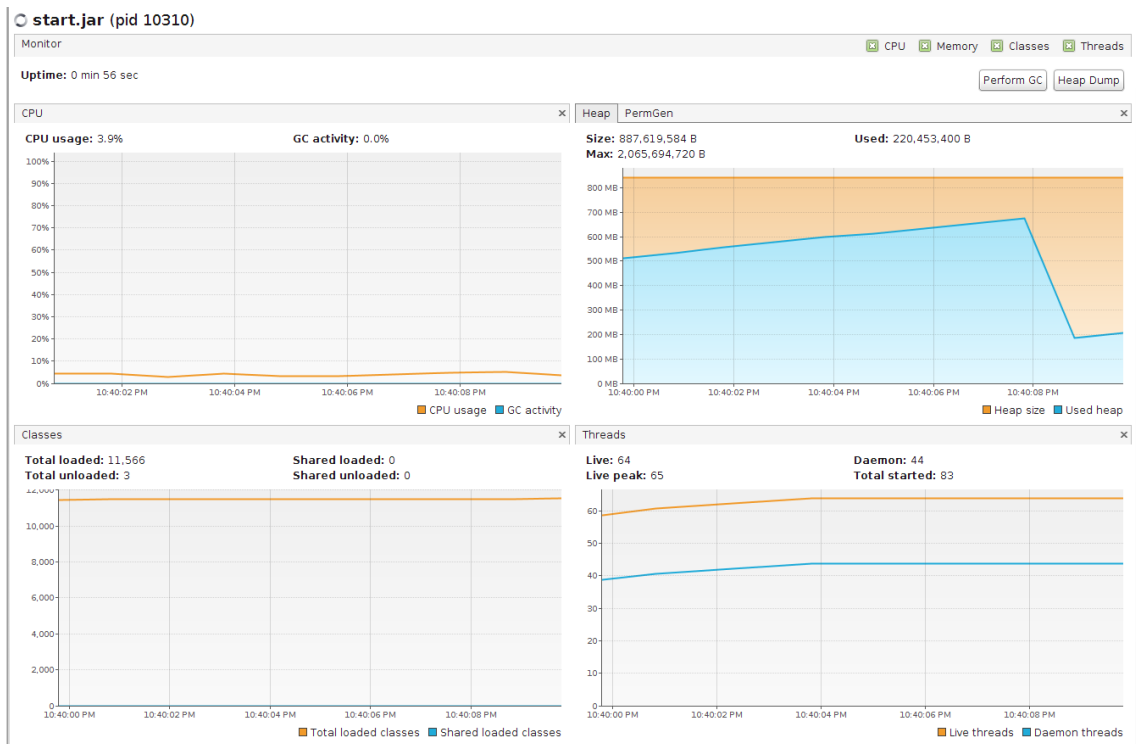 start.jar (pid 10310)
Monitor
CPU Memory Classes Threads
Uptime: 0 min 56 sec
Perform GC Heap Dump
CPU
CPU usage: 3.9% GC activity: 0.0%
100%
90%
80%
70%
60%
50%
40%
30%
20%
10%
0%
10:40:02 PM 10:40:04 PM 10:40:06 PM 10:40:08 PM
CPU usage GC activity
Heap PermGen
Size: 887,619,584 B Used: 220,453,400 B
Max: 2,065,694,720 B
800 MB
700 MB
600 MB
500 MB
400 MB
300 MB
200 MB
100 MB
0 MB
10:40:00 PM 10:40:02 PM 10:40:04 PM 10:40:06 PM 10:40:08 PM
Heap size Used heap
Classes
Total loaded: 11,566 Shared loaded: 0
Total unloaded: 3 Shared unloaded: 0
12,000
10,000
8,000
6,000
4,000
2,000
0
10:40:00 PM 10:40:02 PM 10:40:04 PM 10:40:06 PM 10:40:08 PM
Total loaded classes Shared loaded classes
Threads
Live: 64 Daemon: 44
Live peak: 65 Total started: 83
60
50
40
30
20
10
0
10:40:00 PM 10:40:02 PM 10:40:04 PM 10:40:06 PM 10:40:08 PM
Live threads Daemon threads